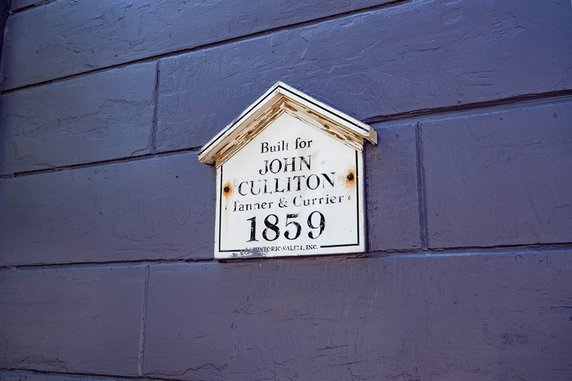 Built for
JOHN
CULLITON
Tanner & Currier
1859
HISTORIC SALEM, INC.